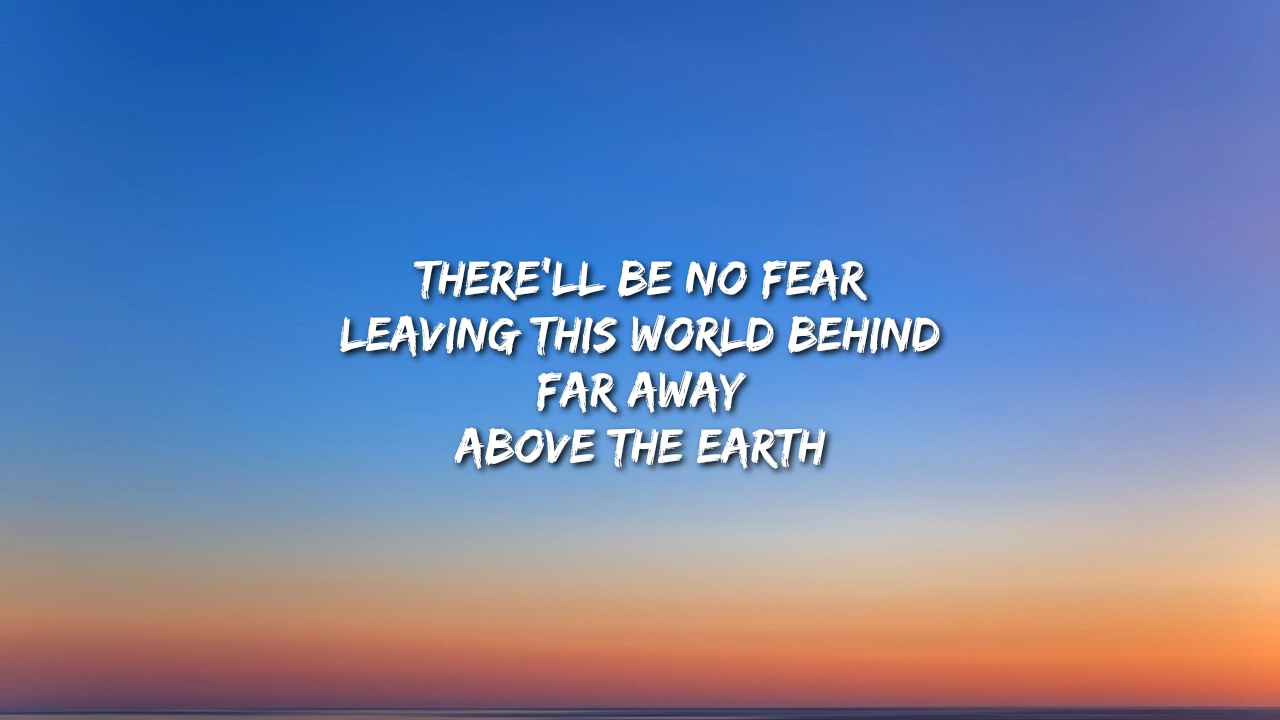 THERE'LL BE NO FEAR
LEAVING THIS WORLD BEHIND
FAR AWAY
ABOVE THE EARTH